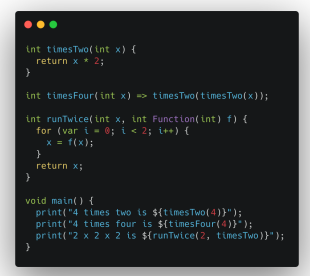 int timesTwo(int x) {
  return x * 2;
}

int timesFour(int x) => timesTwo(timesTwo(x));

int runTwice(int x, int Function(int) f) {
  for (var i = 0; i < 2; i++) {
    x = f(x);
  }
  return x;
}

void main() {
  print("4 times two is ${timesTwo(4)}");
  print("4 times four is ${timesFour(4)}");
  print("2 x 2 x 2 is ${runTwice(2, timesTwo)}");
}